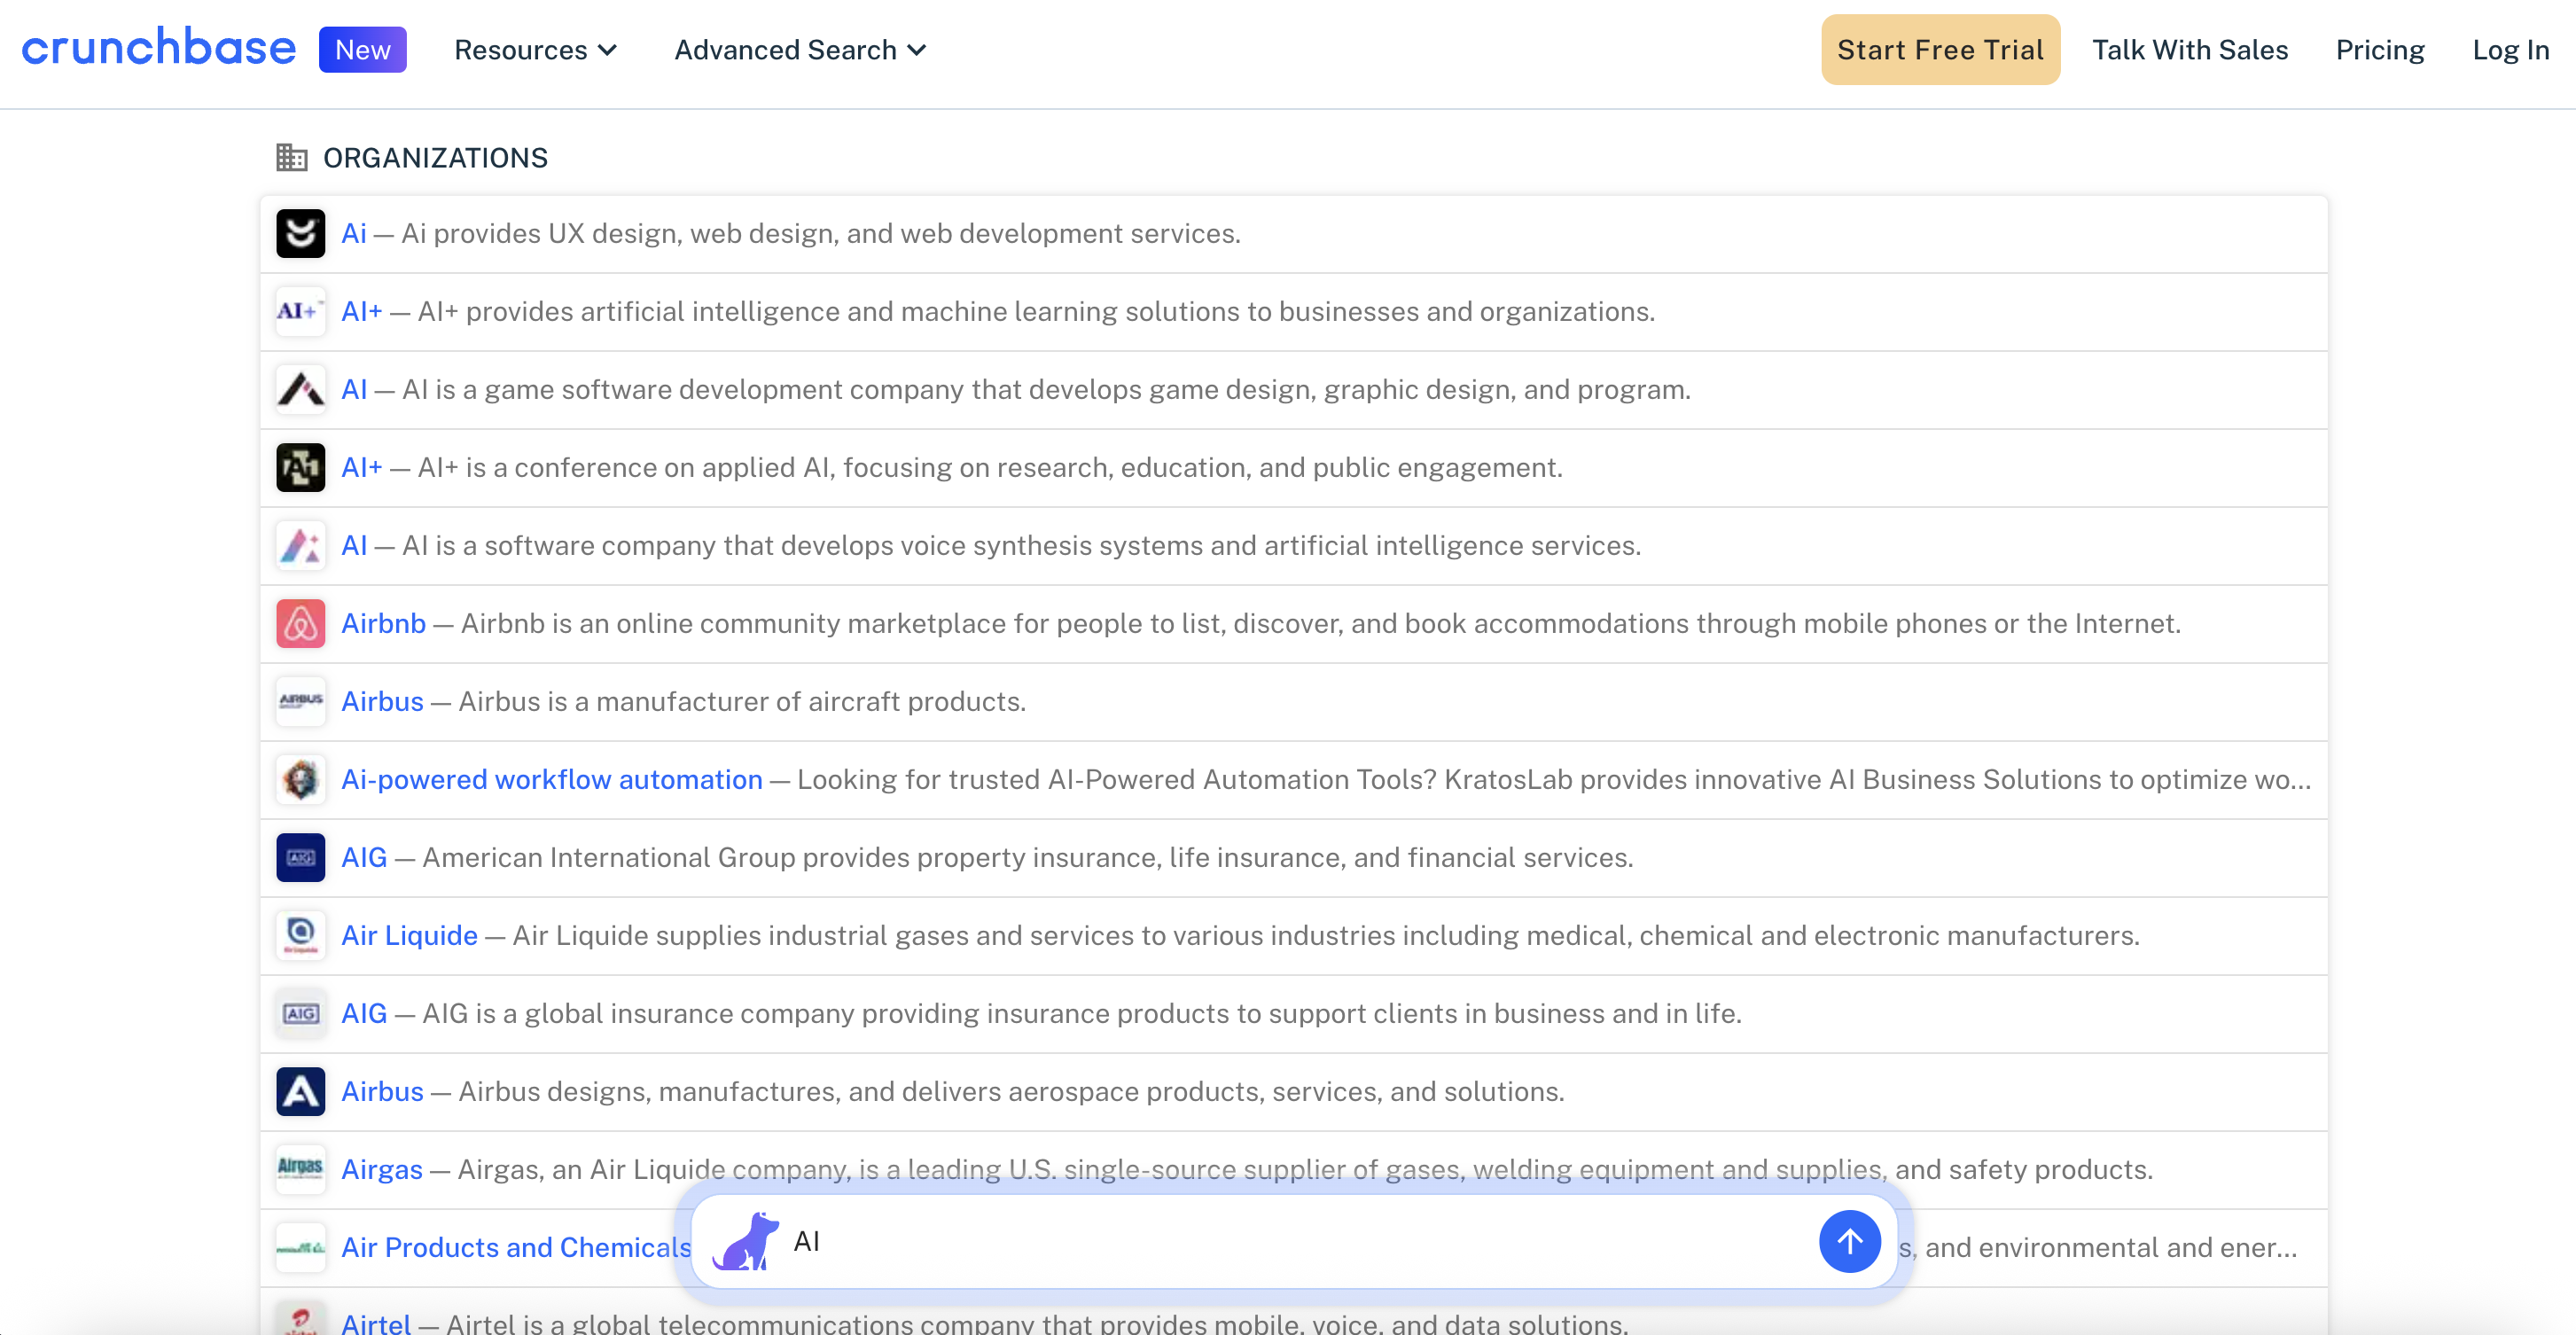 crunchbase New Resources Advanced Search Start Free Trial Talk With Sales Pricing Log In
ORGANIZATIONS
Ai — Ai provides UX design, web design, and web development services.
AI+ AI+ — AI+ provides artificial intelligence and machine learning solutions to businesses and organizations.
AI — AI is a game software development company that develops game design, graphic design, and program.
AI+ — AI+ is a conference on applied AI, focusing on research, education, and public engagement.
AI — AI is a software company that develops voice synthesis systems and artificial intelligence services.
Airbnb — Airbnb is an online community marketplace for people to list, discover, and book accommodations through mobile phones or the Internet.
AIRBUS Airbus — Airbus is a manufacturer of aircraft products.
Ai-powered workflow automation — Looking for trusted AI-Powered Automation Tools? KratosLab provides innovative AI Business Solutions to optimize wo...
AIG AIG — American International Group provides property insurance, life insurance, and financial services.
Air Liquide Air Liquide — Air Liquide supplies industrial gases and services to various industries including medical, chemical and electronic manufacturers.
AIG AIG — AIG is a global insurance company providing insurance products to support clients in business and in life.
Airbus — Airbus designs, manufactures, and delivers aerospace products, services, and solutions.
Airgas Airgas — Airgas, an Air Liquide company, is a leading U.S. single-source supplier of gases, welding equipment and supplies, and safety products.
Air Products and Chemicals s, and environmental and ener...
AI
Airtel — Airtel is a global telecommunications company that provides mobile, voice, and data solutions.